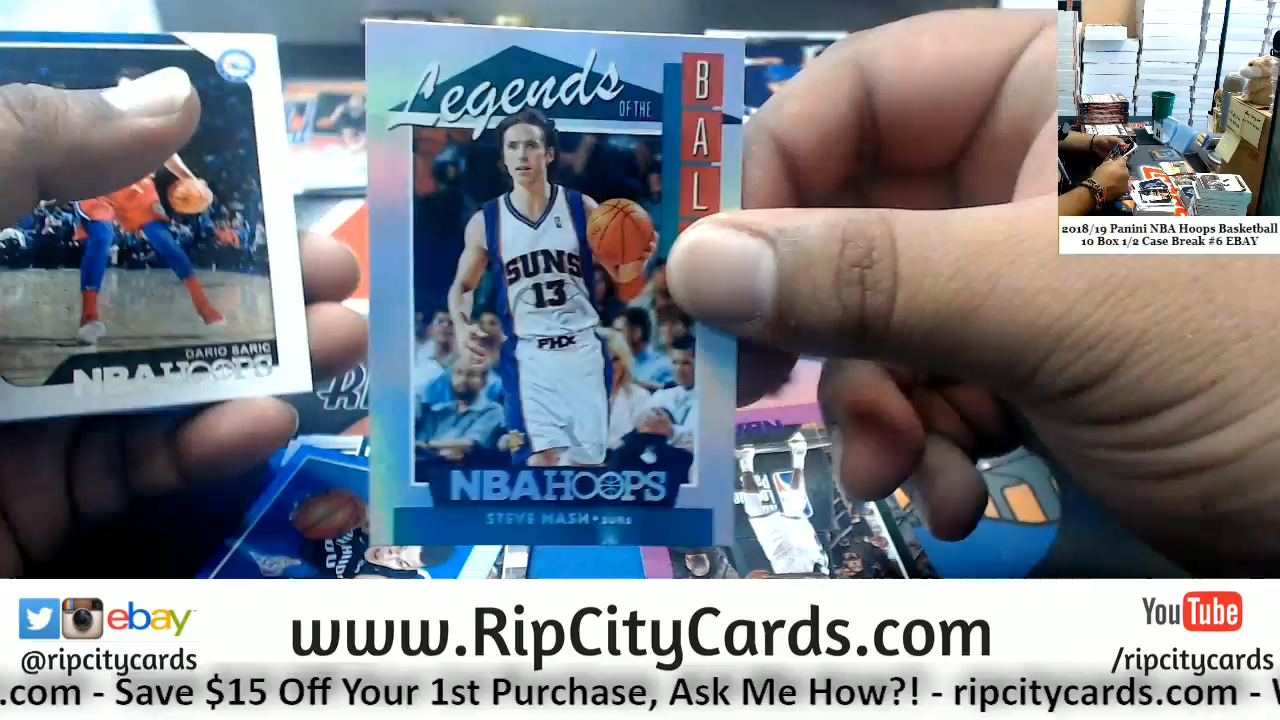 Legends
OF THE
BAL
SUNS
13
PHX
NBA HOOPS
STEVE NASH • SUNS
DARIO SARIC
NBA HOOPS
2018/19 Panini NBA Hoops Basketball
10 Box 1/2 Case Break #6 EBAY
ebay
@ripcitycards
www.RipCityCards.com
YouTube
/ripcitycards
.com - Save $15 Off Your 1st Purchase, Ask Me How?! - ripcitycards.com -